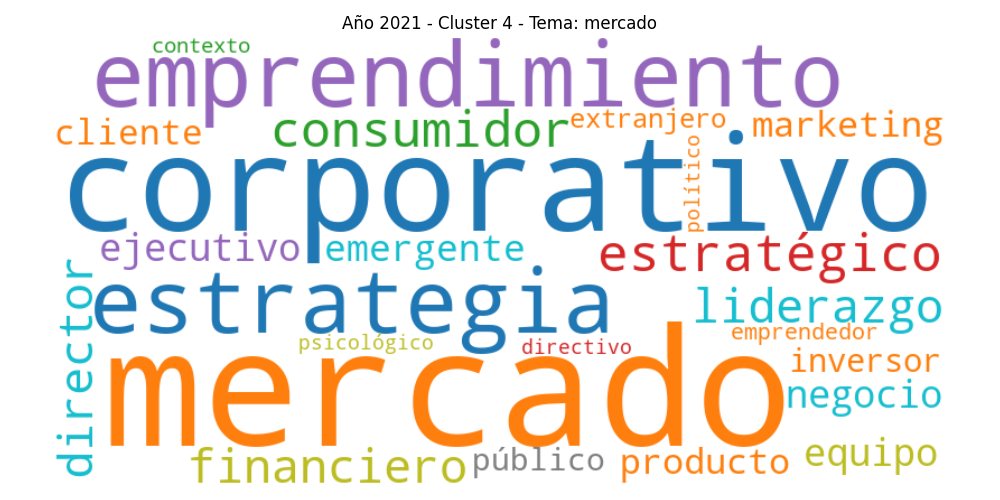 Año 2021 - Cluster 4 - Tema: mercado
contexto
emprendimiento
cliente
consumidor
extranjero
marketing
corporativo
político
ejecutivo
emergente
estratégico
director
estrategia
liderazgo
psicológico
directivo
emprendedor
mercado
inversor
negocio
financiero
público
producto
equipo